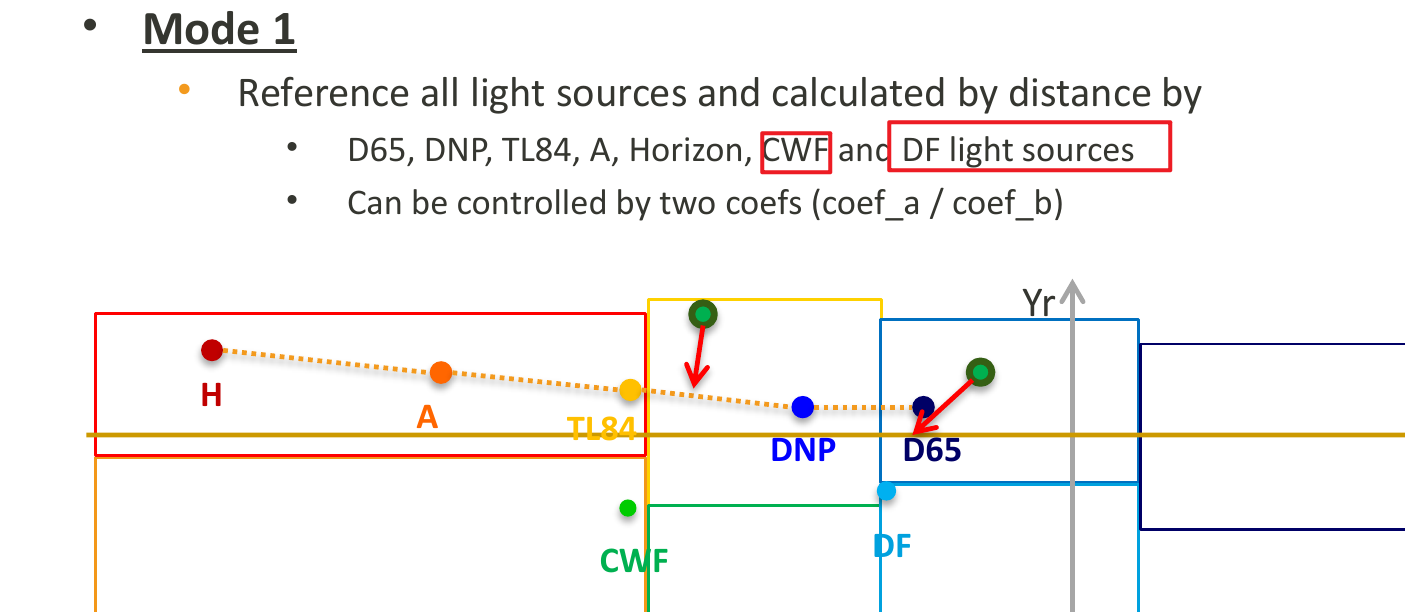 • Mode 1
• Reference all light sources and calculated by distance by
• D65, DNP, TL84, A, Horizon, CWF and DF light sources
• Can be controlled by two coefs (coef_a / coef_b)
Yr
H
A
TL84
DNP
D65
CWF
DF